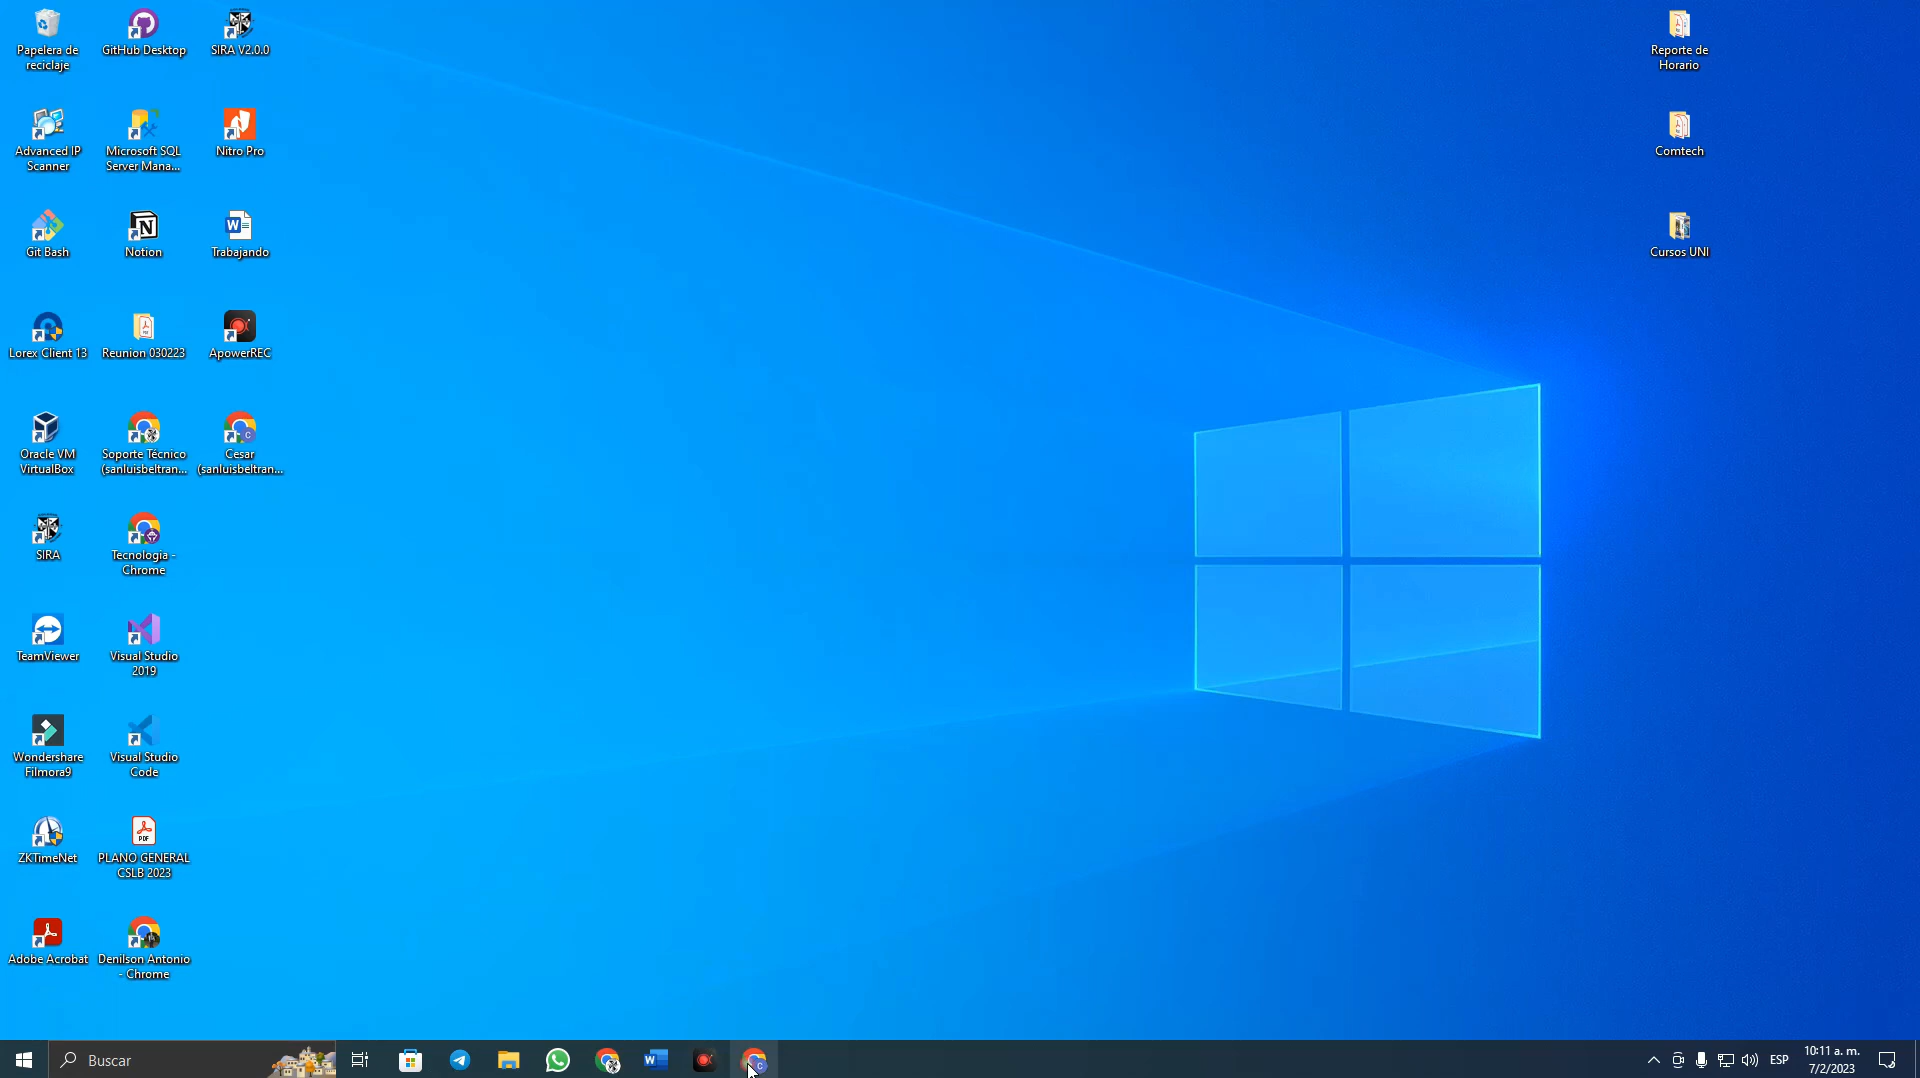 Papelera de
reciclaje
GitHub Desktop
SIRA V2.0.0
Reporte de
Horario
Advanced IP
Scanner
Microsoft SQL
Server Mana...
Nitro Pro
Comtech
Git Bash
Notion
Trabajando
Cursos UNI
Lorex Client 13
Reunion 030223
ApowerREC
Oracle VM
VirtualBox
Soporte Técnico
(sanluisbeltran...
Cesar
(sanluisbeltran...
SIRA
Tecnologia -
Chrome
TeamViewer
Visual Studio
2019
Wondershare
Filmora9
Visual Studio
Code
ZKTimeNet
PDF
PLANO GENERAL
CSLB 2023
Adobe Acrobat
Denilson Antonio
- Chrome
Buscar
ESP
10:11 a. m.
7/2/2023